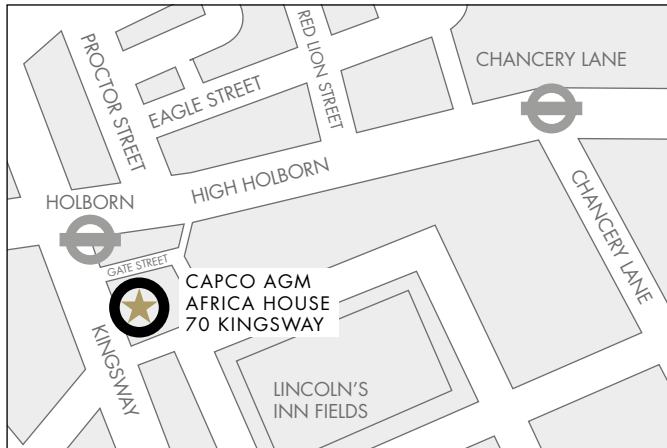 PROCTOR STREET
EAGLE STREET
RED LION STREET
CHANCERY LANE
HIGH HOLBORN
HOLBORN
GATE STREET
CHANCERY LANE
CAPCO AGM
AFRICA HOUSE
70 KINGSWAY
KINGSWAY
LINCOLN'S
INN FIELDS